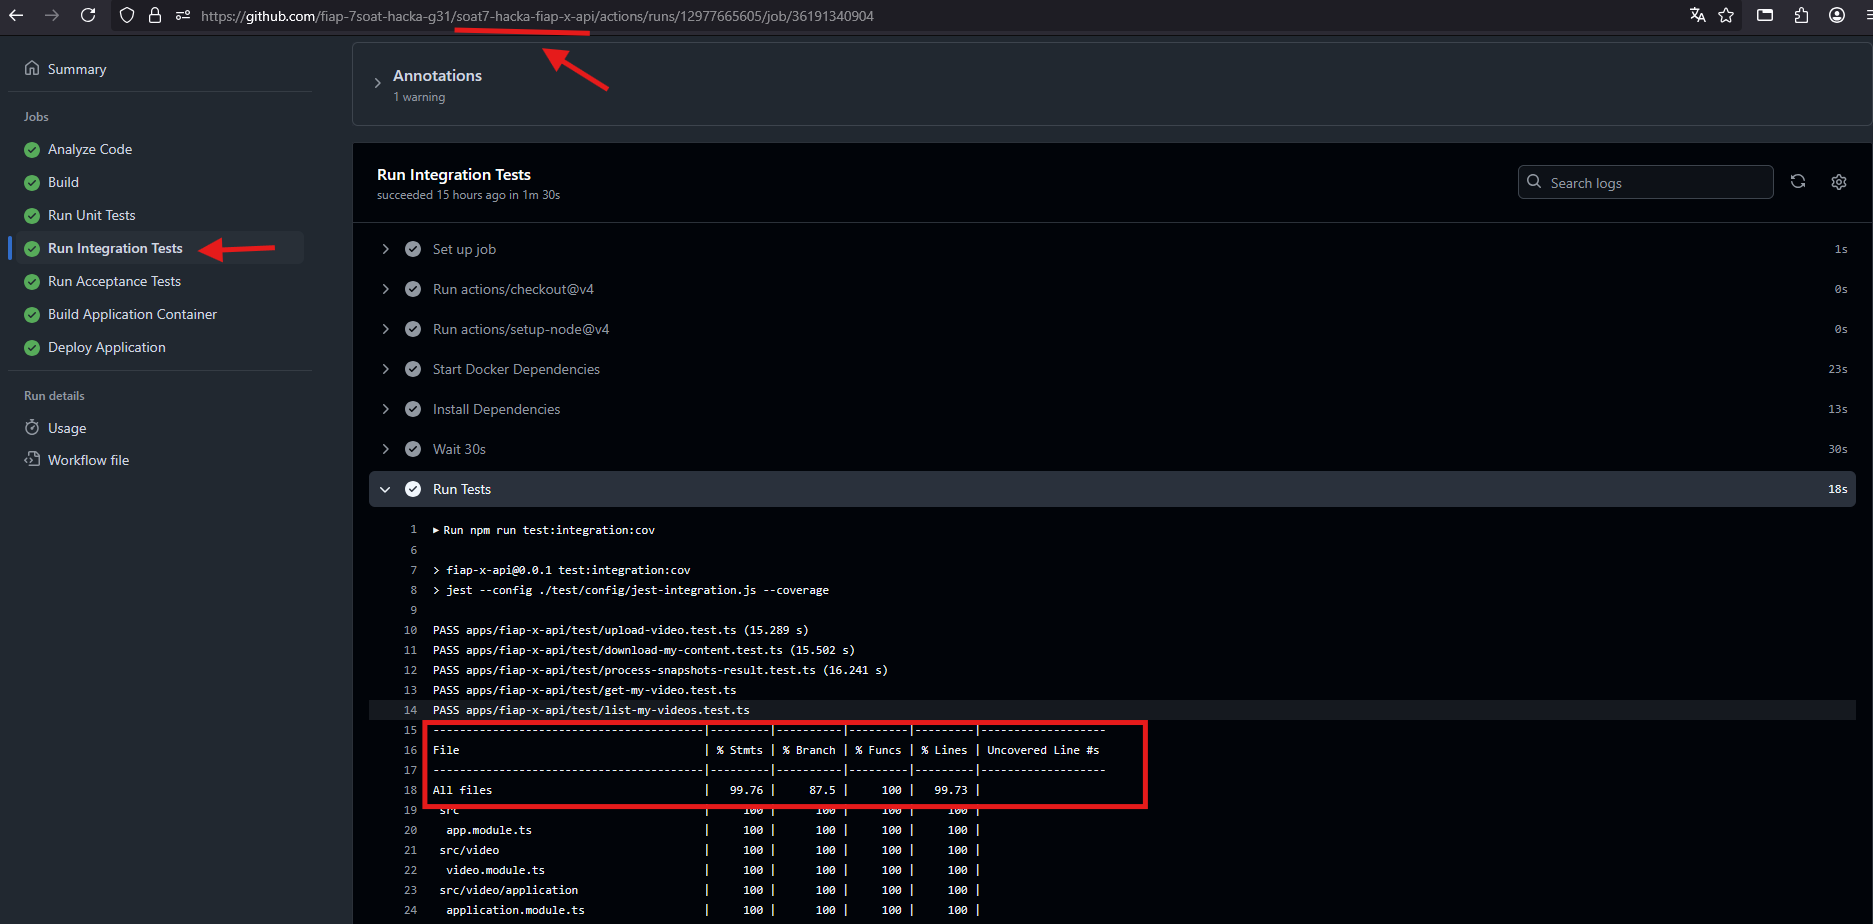 https://github.com/fiap-7soat-hacka-g31/soat7-hacka-fiap-x-api/actions/runs/12977665605/job/36191340904
Summary
Jobs
Analyze Code
Build
Run Unit Tests
Run Integration Tests
Run Acceptance Tests
Build Application Container
Deploy Application
Run details
Usage
Workflow file
Annotations
1 warning
Run Integration Tests
succeeded 15 hours ago in 1m 30s
Search logs
Set up job 1s
Run actions/checkout@v4 0s
Run actions/setup-node@v4 0s
Start Docker Dependencies 23s
Install Dependencies 13s
Wait 30s 30s
Run Tests 18s
1 ▸ Run npm run test:integration:cov
6
7 > fiap-x-api@0.0.1 test:integration:cov
8 > jest --config ./test/config/jest-integration.js --coverage
9
10 PASS apps/fiap-x-api/test/upload-video.test.ts (15.289 s)
11 PASS apps/fiap-x-api/test/download-my-content.test.ts (15.502 s)
12 PASS apps/fiap-x-api/test/process-snapshots-result.test.ts (16.241 s)
13 PASS apps/fiap-x-api/test/get-my-video.test.ts
14 PASS apps/fiap-x-api/test/list-my-videos.test.ts
15 -----------------------------------------|---------|----------|---------|---------|-------------------
16 File | % Stmts | % Branch | % Funcs | % Lines | Uncovered Line #s
17 -----------------------------------------|---------|----------|---------|---------|-------------------
18 All files | 99.76 | 87.5 | 100 | 99.73 |
19 src | 100 | 100 | 100 | 100 |
20 app.module.ts | 100 | 100 | 100 | 100 |
21 src/video | 100 | 100 | 100 | 100 |
22 video.module.ts | 100 | 100 | 100 | 100 |
23 src/video/application | 100 | 100 | 100 | 100 |
24 application.module.ts | 100 | 100 | 100 | 100 |